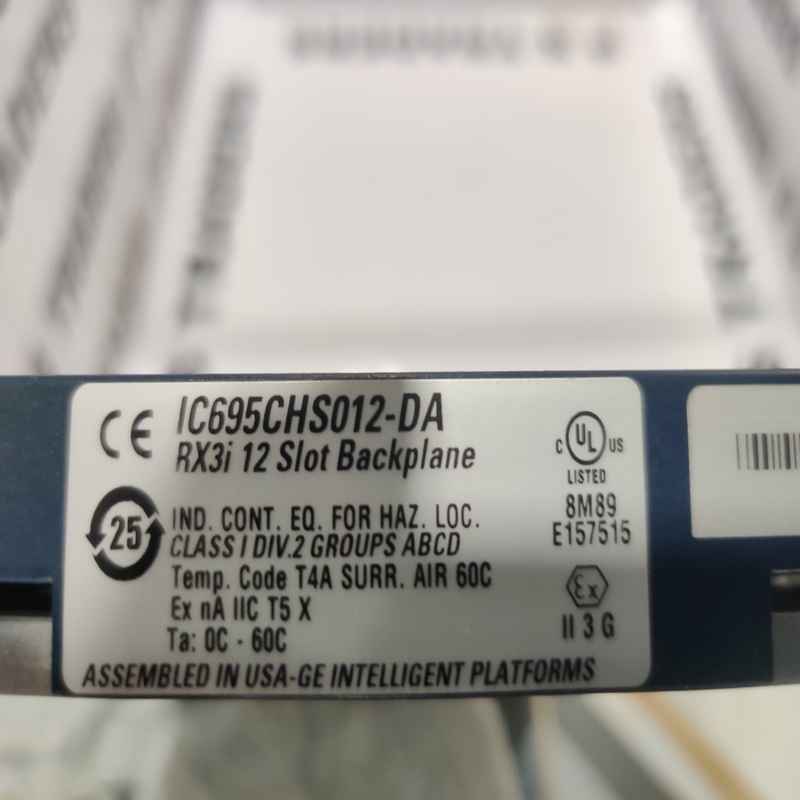 CE
IC695CHS012-DA
RX3i 12 Slot Backplane
25
IND. CONT. EQ. FOR HAZ. LOC.
CLASS I DIV.2 GROUPS ABCD
Temp. Code T4A SURR. AIR 60C
Ex nA IIC T5 X
Ta: 0C - 60C
ASSEMBLED IN USA-GE INTELLIGENT PLATFORMS
C UL US
LISTED
8M89
E157515
Ex
II 3 G